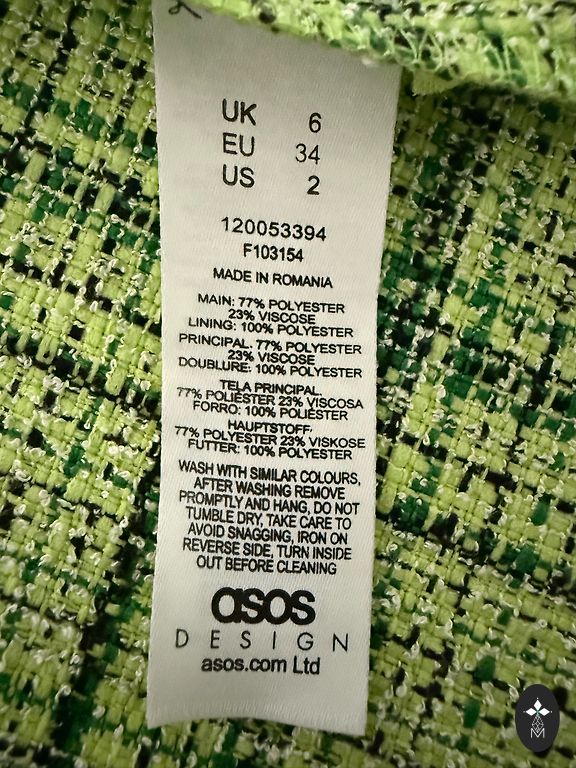 UK 6
EU 34
US 2
120053394
F103154
MADE IN ROMANIA
MAIN: 77% POLYESTER
23% VISCOSE
LINING: 100% POLYESTER
PRINCIPAL. 77% POLYESTER
23% VISCOSE
DOUBLURE: 100% POLYESTER
TELA PRINCIPAL.
77% POLIÉSTER 23% VISCOSA
FORRO: 100% POLIÉSTER
HAUPTSTOFF:
77% POLYESTER 23% VISKOSE
FUTTER: 100% POLYESTER
WASH WITH SIMILAR COLOURS,
AFTER WASHING REMOVE
PROMPTLY AND HANG, DO NOT
TUMBLE DRY, TAKE CARE TO
AVOID SNAGGING, IRON ON
REVERSE SIDE, TURN INSIDE
OUT BEFORE CLEANING
asos
DESIGN
asos.com Ltd
M